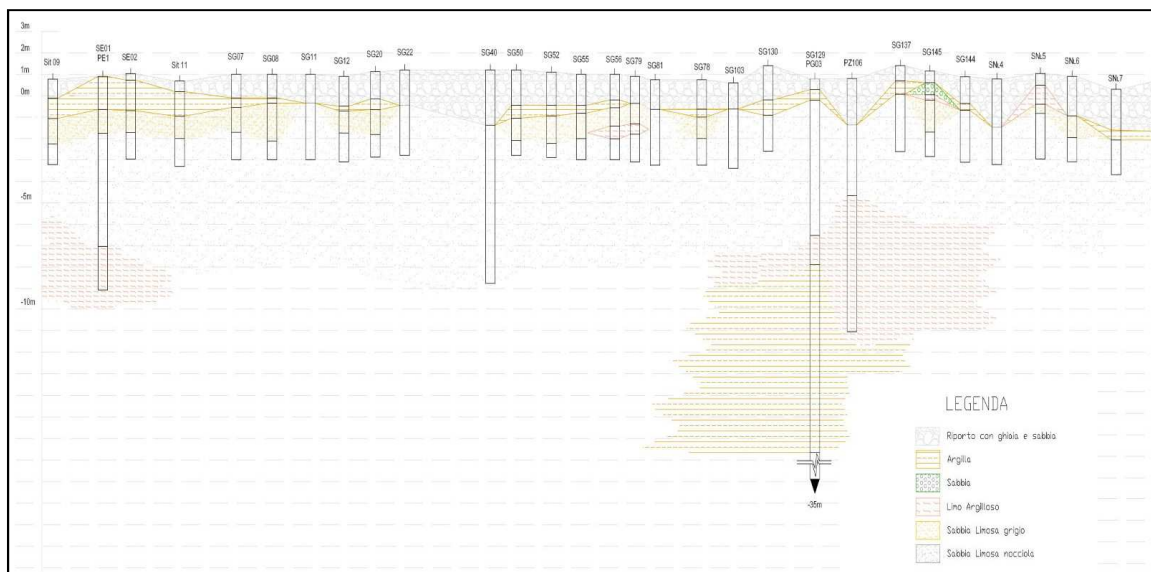 3m
2m
1m
0m
-5m
-10m
Sit 09
SE01
PE1
SE02
Sit 11
SG07
SG08
SG11
SG12
SG20
SG22
SG40
SG50
SG52
SG55
SG56
SG79
SG81
SG78
SG103
SG130
SG129
PG03
PZ106
SG137
SG145
SG144
SN.4
SN.5
SN.6
SN.7
-35m
LEGENDA
Riporto con ghiaia e sabbia
Argilla
Sabbia
Limo Argilloso
Sabbia Limosa grigio
Sabbia Limosa nocciola